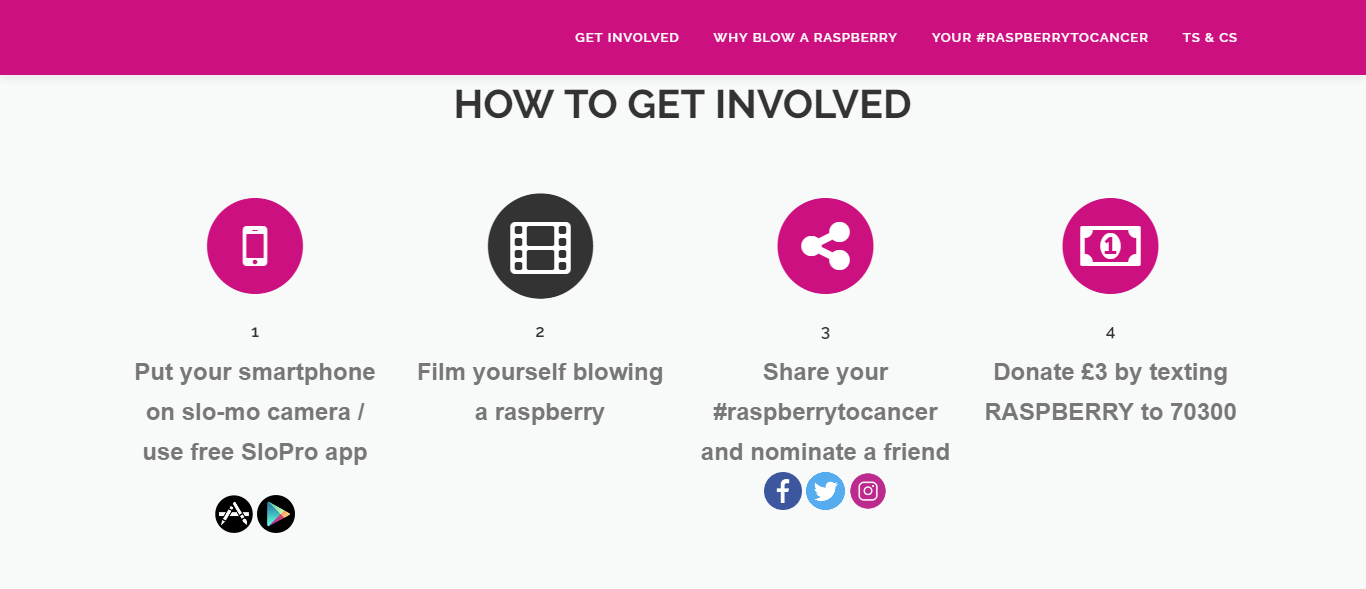 GET INVOLVED WHY BLOW A RASPBERRY YOUR #RASPBERRYTOCANCER TS & CS
HOW TO GET INVOLVED
1
Put your smartphone
on slo-mo camera /
use free SloPro app
2
Film yourself blowing
a raspberry
1
3
Share your
#raspberrytocancer
and nominate a friend
4
Donate £3 by texting
RASPBERRY to 70300